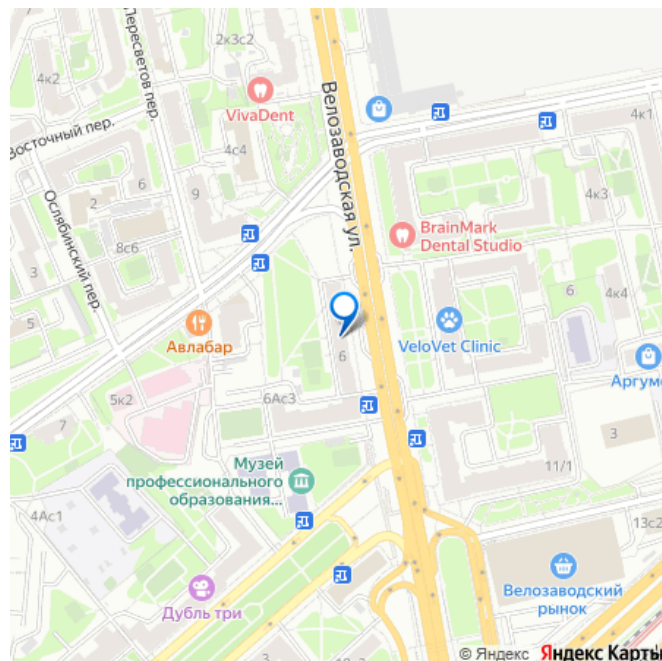 2к3с2
4к2
Пересветов пер.
VivaDent
Восточный пер.
4с4
Велозаводская ул.
4к1
6
9
2
4к3
Ослябинский пер.
8с6
BrainMark
Dental Studio
3
6
4к4
5
Авлабар
VeloVet Clinic
6
5к2
6Ас3
7
3
Музей
профессионального
образования...
11/1
4Ас1
13с2
Велозаводский
рынок
Дубль три
© Яндекс Яндекс Карты